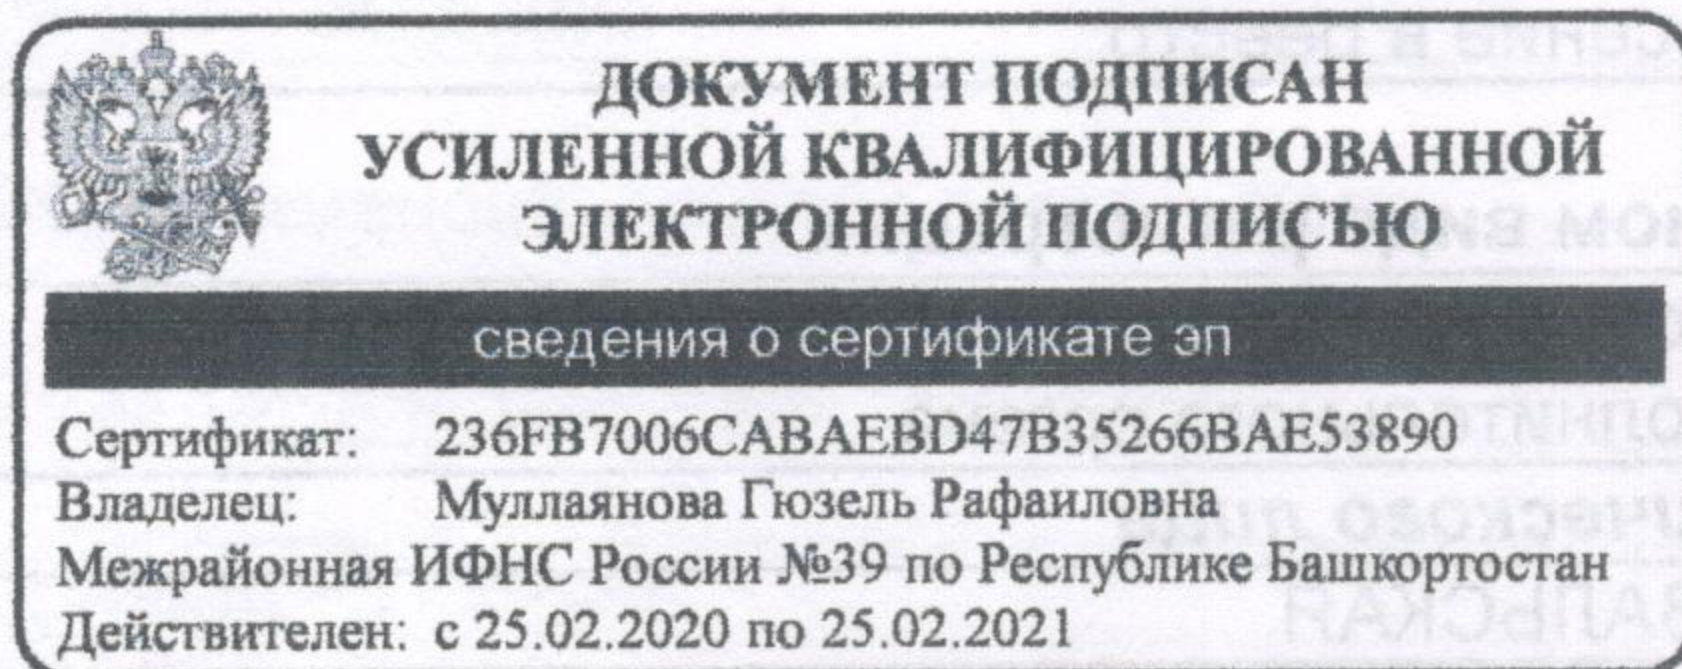 ДОКУМЕНТ ПОДПИСАН
УСИЛЕННОЙ КВАЛИФИЦИРОВАННОЙ
ЭЛЕКТРОННОЙ ПОДПИСЬЮ
сведения о сертификате эп
Сертификат: 236FB7006CABAEBD47B35266BAE53890
Владелец: Муллаянова Гюзель Рафаиловна
Межрайонная ИФНС России №39 по Республике Башкортостан
Действителен: с 25.02.2020 по 25.02.2021